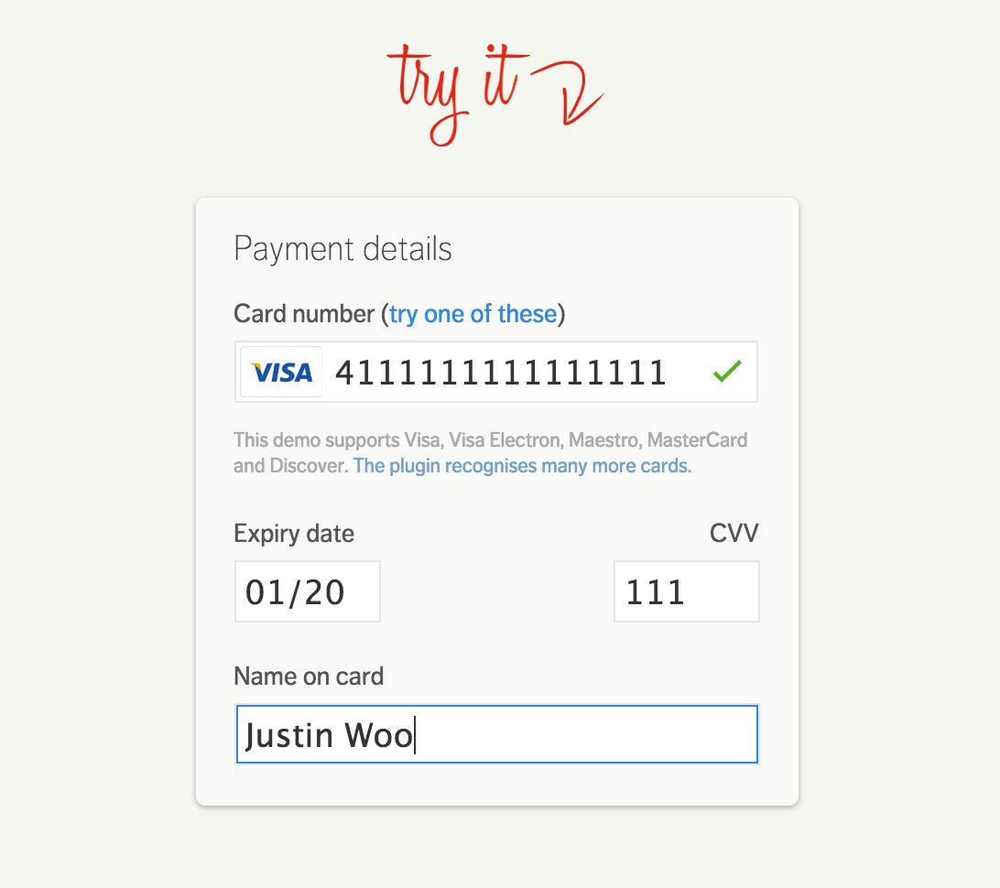 try it
Payment details
Card number (try one of these)
VISA 4111111111111111
This demo supports Visa, Visa Electron, Maestro, MasterCard
and Discover. The plugin recognises many more cards.
Expiry date CVV
01/20 111
Name on card
Justin Woo